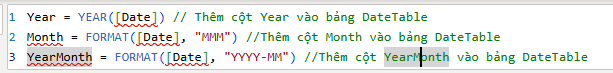 1 Year = YEAR([Date]) // Thêm cột Year vào bảng DateTable
2 Month = FORMAT([Date], "MMM") //Thêm cột Month vào bảng DateTable
3 YearMonth = FORMAT([Date], "YYYY-MM") //Thêm cột YearMonth vào bảng DateTable